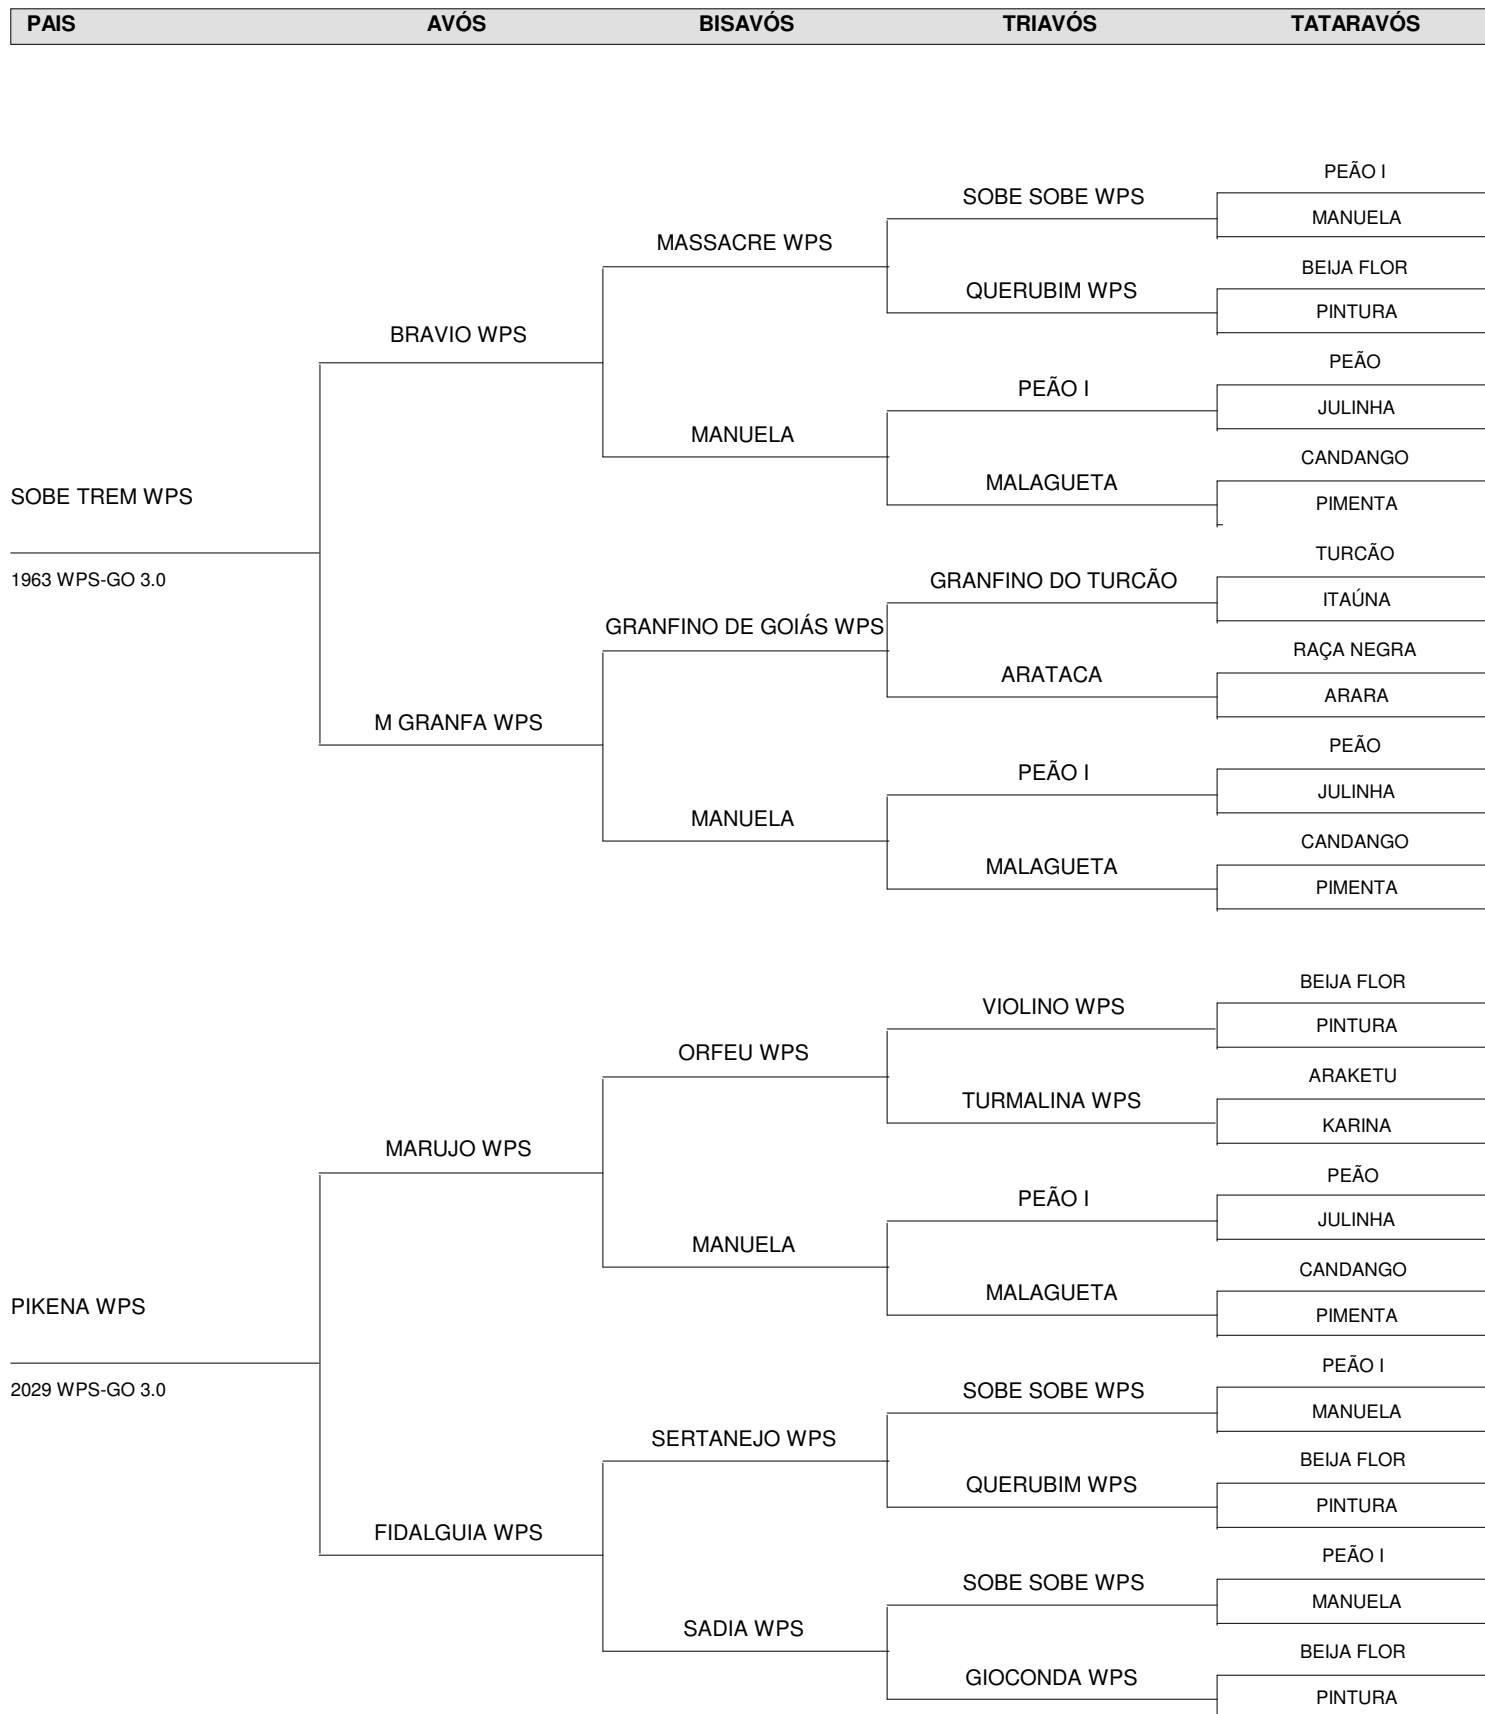 PAIS AVÓS BISAVÓS TRIAVÓS TATARAVÓS
PEÃO I
SOBE SOBE WPS
MANUELA
MASSACRE WPS
BEIJA FLOR
QUERUBIM WPS
PINTURA
BRAVIO WPS
PEÃO
PEÃO I
JULINHA
MANUELA
CANDANGO
MALAGUETA
SOBE TREM WPS
PIMENTA
TURCÃO
1963 WPS-GO 3.0
GRANFINO DO TURCÃO
ITAÚNA
GRANFINO DE GOIÁS WPS
RAÇA NEGRA
ARATACA
ARARA
M GRANFA WPS
PEÃO
PEÃO I
JULINHA
MANUELA
CANDANGO
MALAGUETA
PIMENTA
BEIJA FLOR
VIOLINO WPS
PINTURA
ORFEU WPS
ARAKETU
TURMALINA WPS
KARINA
MARUJO WPS
PEÃO
PEÃO I
JULINHA
MANUELA
CANDANGO
MALAGUETA
PIKENA WPS
PIMENTA
PEÃO I
2029 WPS-GO 3.0
SOBE SOBE WPS
MANUELA
SERTANEJO WPS
BEIJA FLOR
QUERUBIM WPS
PINTURA
FIDALGUIA WPS
PEÃO I
SOBE SOBE WPS
MANUELA
SADIA WPS
BEIJA FLOR
GIOCONDA WPS
PINTURA